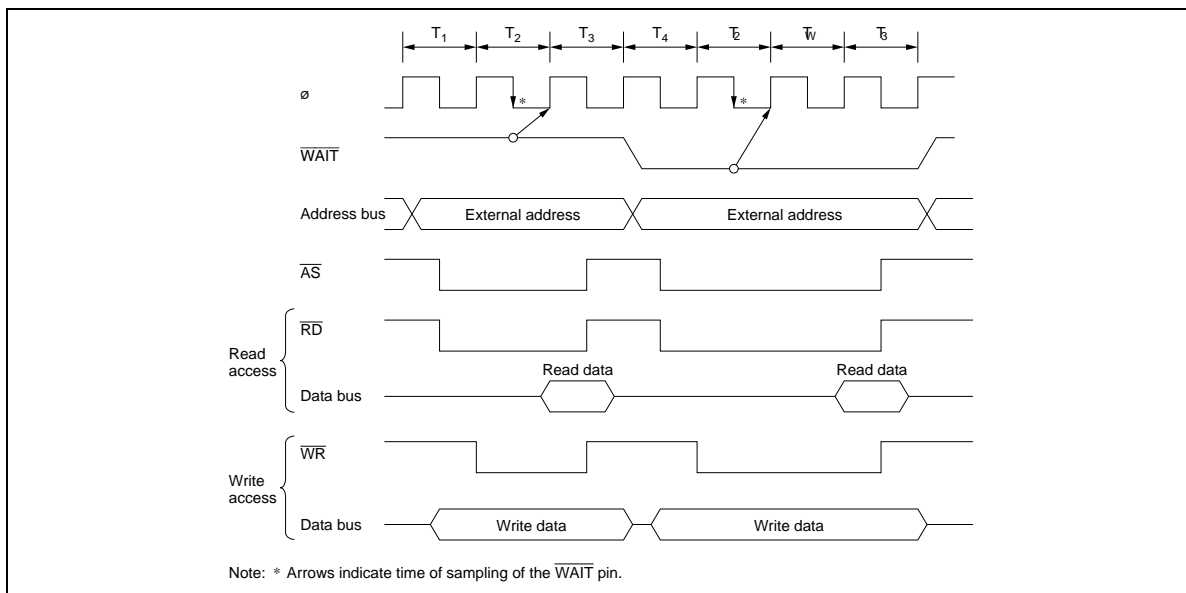 T1 T2 T3 T4 T2 TW T3
ø
*
*
WAIT
Address bus
External address
External address
AS
RD
Read access
Read data
Read data
Data bus
WR
Write access
Data bus
Write data
Write data
Note: * Arrows indicate time of sampling of the WAIT pin.